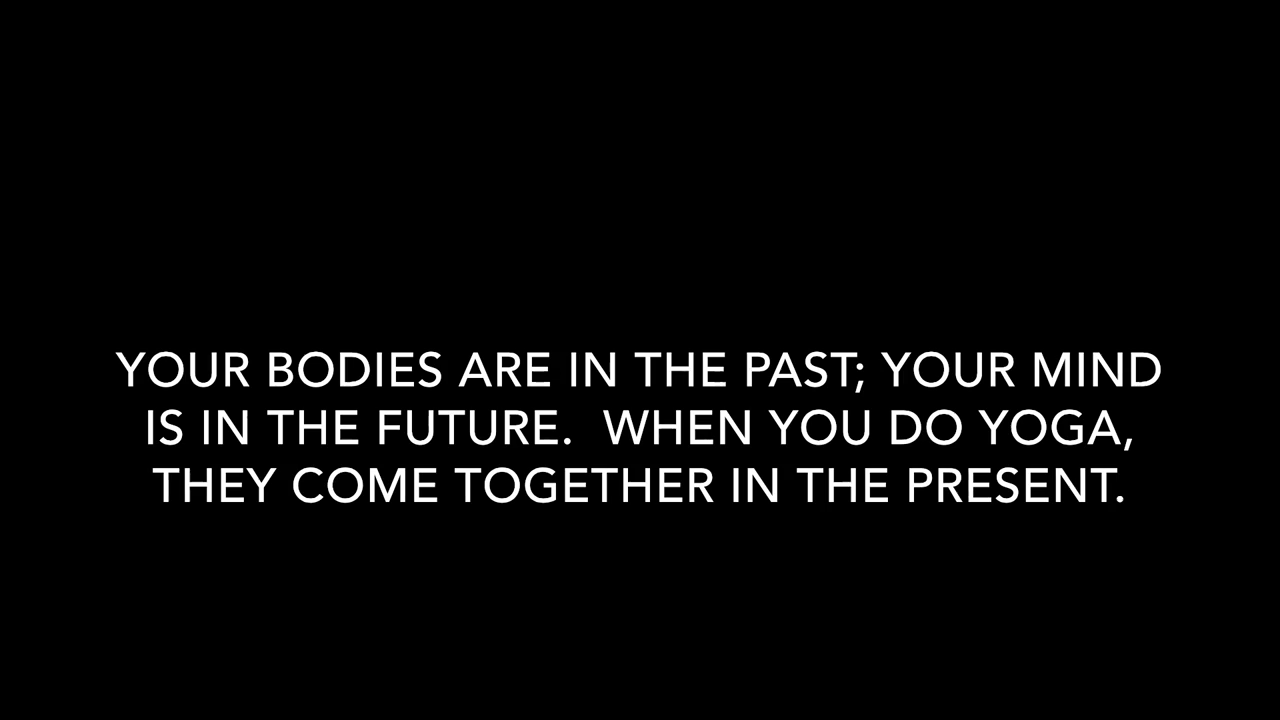 YOUR BODIES ARE IN THE PAST; YOUR MIND
IS IN THE FUTURE.  WHEN YOU DO YOGA,
THEY COME TOGETHER IN THE PRESENT.